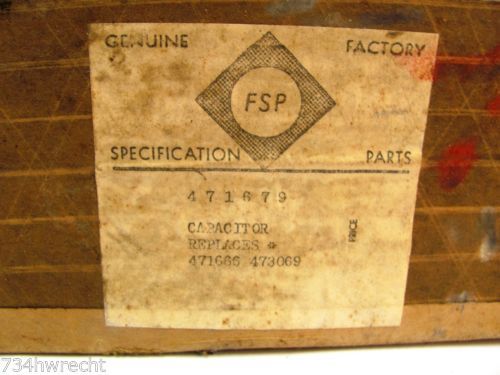 GENUINE FACTORY
FSP
SPECIFICATION PARTS
471679
CAPACITOR
REPLACES #
471666 473069
PRICE
734hwrecht